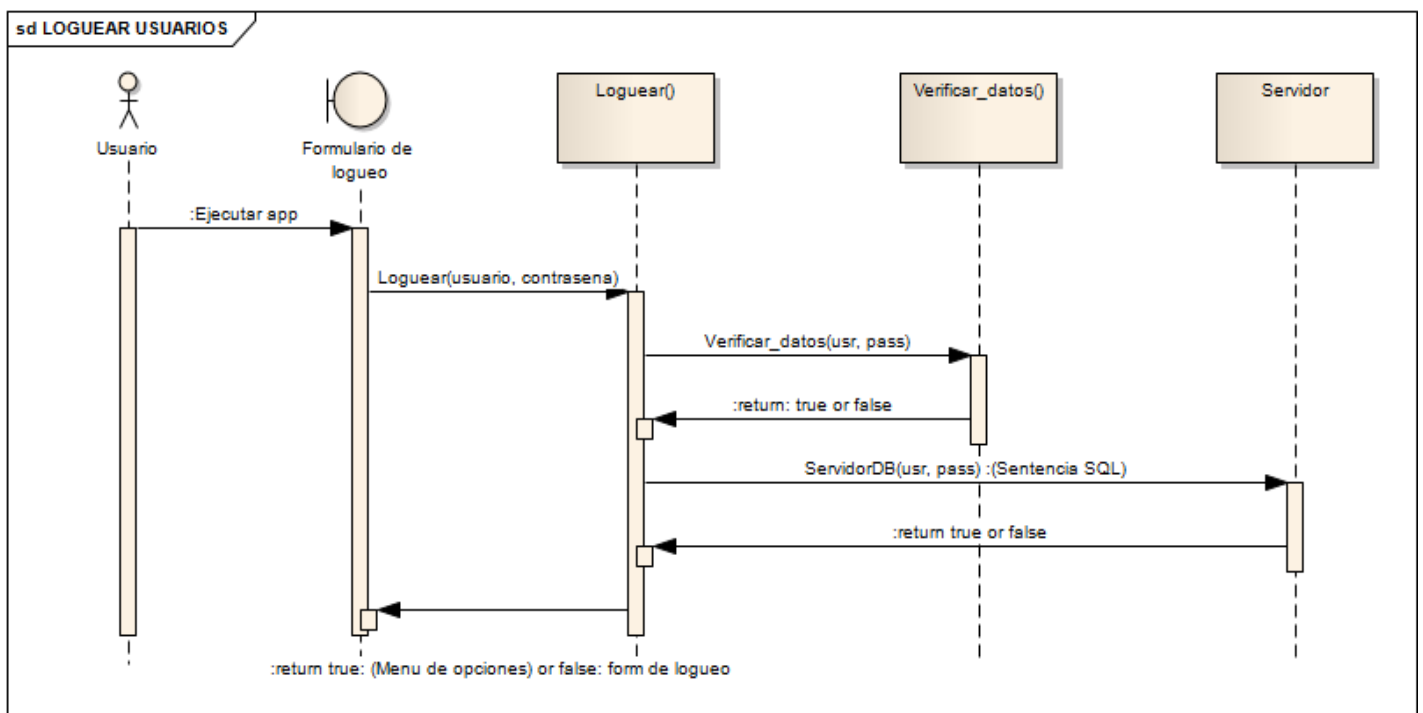 sd LOGUEAR USUARIOS
Usuario
Formulario de
logueo
Loguear()
Verificar_datos()
Servidor
:Ejecutar app
Loguear(usuario, contrasena)
Verificar_datos(usr, pass)
:return: true or false
ServidorDB(usr, pass) :(Sentencia SQL)
:return true or false
:return true: (Menu de opciones) or false: form de logueo